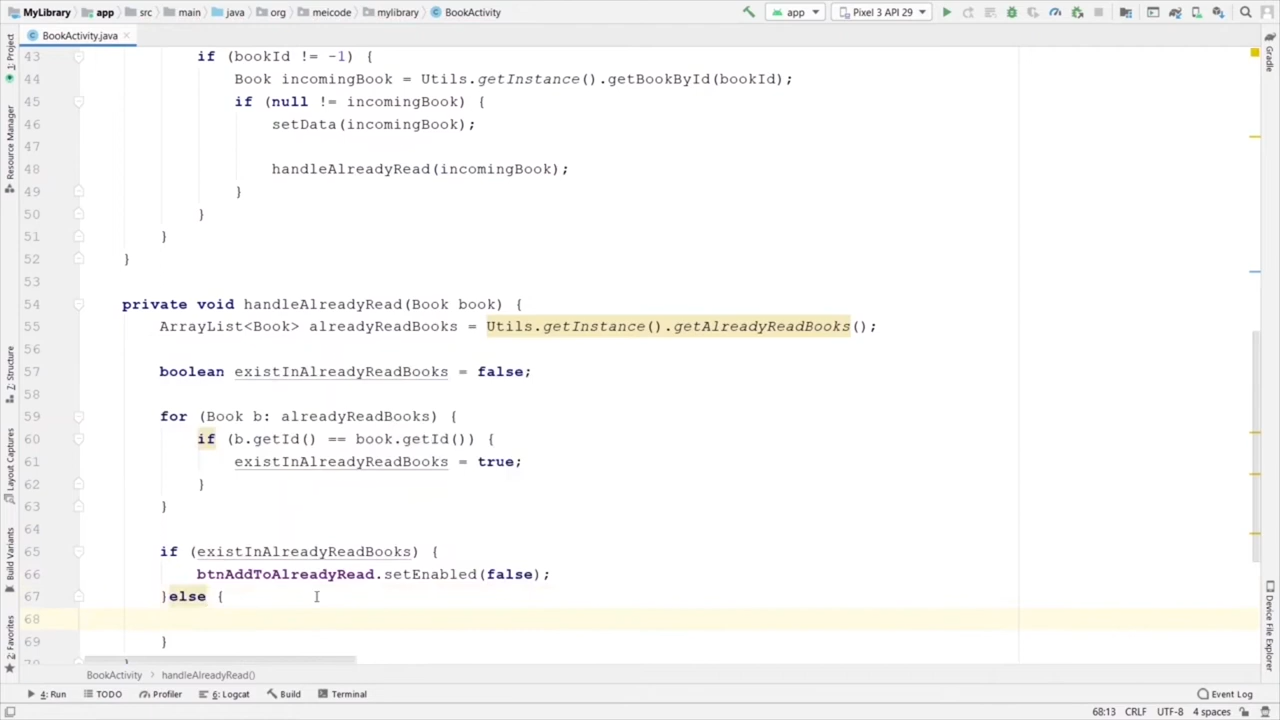 MyLibrary app src main java org meicode mylibrary BookActivity app Pixel 3 API 29
BookActivity.java
43 if (bookId != -1) {
44 Book incomingBook = Utils.getInstance().getBookById(bookId);
45 if (null != incomingBook) {
46 setData(incomingBook);
47
48 handleAlreadyRead(incomingBook);
49 }
50 }
51 }
52 }
53
54 private void handleAlreadyRead(Book book) {
55 ArrayList<Book> alreadyReadBooks = Utils.getInstance().getAlreadyReadBooks();
56
57 boolean existInAlreadyReadBooks = false;
58
59 for (Book b: alreadyReadBooks) {
60 if (b.getId() == book.getId()) {
61 existInAlreadyReadBooks = true;
62 }
63 }
64
65 if (existInAlreadyReadBooks) {
66 btnAddToAlreadyRead.setEnabled(false);
67 }else {
68
69 }
1: Project
Resource Manager
Z: Structure
Layout Captures
Build Variants
2: Favorites
Gradle
Device File Explorer
BookActivity handleAlreadyRead()
4: Run TODO Profiler 6: Logcat Build Terminal Event Log
68:13 CRLF UTF-8 4 spaces